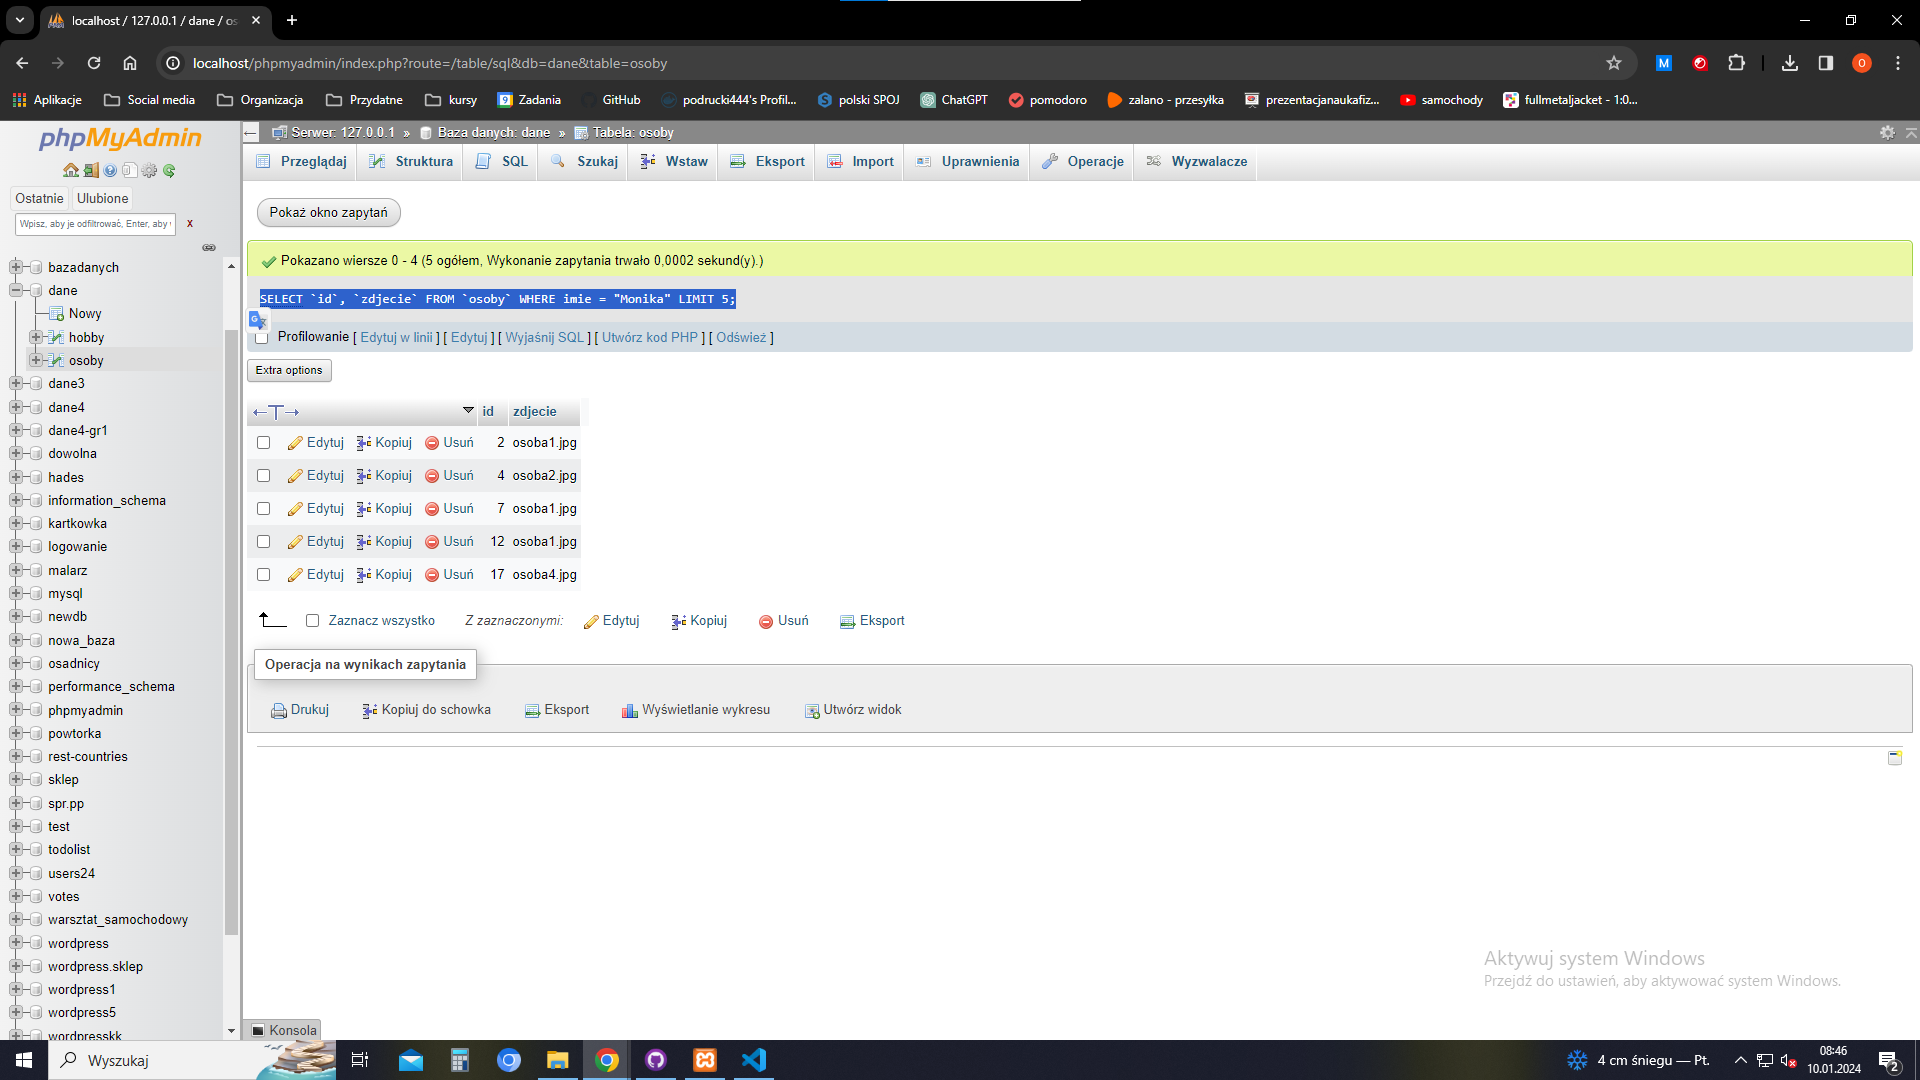 localhost / 127.0.0.1 / dane / os
localhost/phpmyadmin/index.php?route=/table/sql&db=dane&table=osoby
M
O
Aplikacje
Social media
Organizacja
Przydatne
kursy
9
Zadania
GitHub
podrucki444's Profil...
polski SPOJ
ChatGPT
pomodoro
zalano - przesyłka
prezentacjanaukafiz...
samochody
fullmetaljacket - 1:0...
phpMyAdmin
Ostatnie
Ulubione
Wpisz, aby je odfiltrować, Enter, aby
X
bazadanych
dane
Nowy
hobby
osoby
dane3
dane4
dane4-gr1
dowolna
hades
information_schema
kartkowka
logowanie
malarz
mysql
newdb
nowa_baza
osadnicy
performance_schema
phpmyadmin
powtorka
rest-countries
sklep
spr.pp
test
todolist
users24
votes
warsztat_samochodowy
wordpress
wordpress.sklep
wordpress1
wordpress5
wordpresskk
Serwer: 127.0.0.1 » Baza danych: dane » Tabela: osoby
Przeglądaj
Struktura
SQL
Szukaj
Wstaw
Eksport
Import
Uprawnienia
Operacje
Wyzwalacze
Pokaż okno zapytań
Pokazano wiersze 0 - 4 (5 ogółem, Wykonanie zapytania trwało 0,0002 sekund(y).)
SELECT `id`, `zdjecie` FROM `osoby` WHERE imie = "Monika" LIMIT 5;
Profilowanie [ Edytuj w linii ] [ Edytuj ] [ Wyjaśnij SQL ] [ Utwórz kod PHP ] [ Odśwież ]
Extra options
id zdjecie
Edytuj Kopiuj Usuń 2 osoba1.jpg
Edytuj Kopiuj Usuń 4 osoba2.jpg
Edytuj Kopiuj Usuń 7 osoba1.jpg
Edytuj Kopiuj Usuń 12 osoba1.jpg
Edytuj Kopiuj Usuń 17 osoba4.jpg
Zaznacz wszystko Z zaznaczonymi: Edytuj Kopiuj Usuń Eksport
Operacja na wynikach zapytania
Drukuj Kopiuj do schowka Eksport Wyświetlanie wykresu Utwórz widok
Aktywuj system Windows
Przejdź do ustawień, aby aktywować system Windows.
Konsola
Wyszukaj
4 cm śniegu — Pt.
08:46
10.01.2024
2